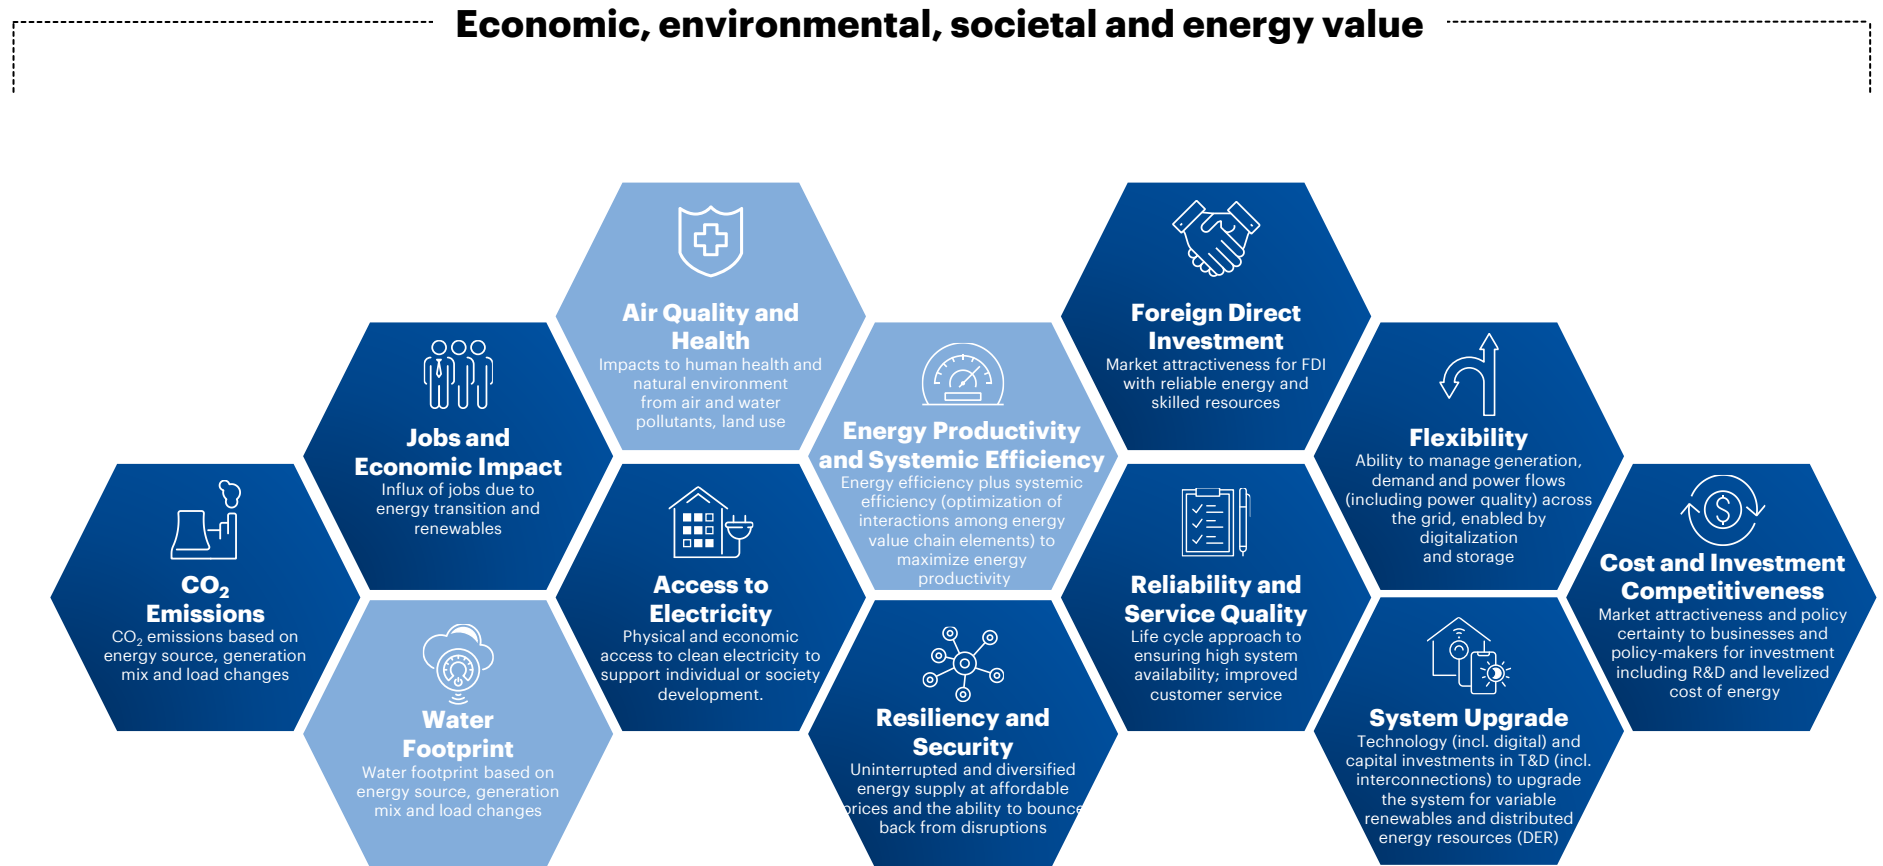 Economic, environmental, societal and energy value
Air Quality and
Health
Impacts to human health and
natural environment
from air and water
pollutants, land use
Foreign Direct
Investment
Market attractiveness for FDI
with reliable energy and
skilled resources
Jobs and
Economic Impact
Influx of jobs due to
energy transition and
renewables
Energy Productivity
and Systemic Efficiency
Energy efficiency plus systemic
efficiency (optimization of
interactions among energy
value chain elements) to
maximize energy
productivity
Flexibility
Ability to manage generation,
demand and power flows
(including power quality) across
the grid, enabled by
digitalization
and storage
CO₂
Emissions
CO₂ emissions based on
energy source, generation
mix and load changes
Access to
Electricity
Physical and economic
access to clean electricity to
support individual or society
development.
Reliability and
Service Quality
Life cycle approach to
ensuring high system
availability; improved
customer service
$
Cost and Investment
Competitiveness
Market attractiveness and policy
certainty to businesses and
policy-makers for investment
including R&D and levelized
cost of energy
Water
Footprint
Water footprint based on
energy source, generation
mix and load changes
Resiliency and
Security
Uninterrupted and diversified
energy supply at affordable
prices and the ability to bounce
back from disruptions
System Upgrade
Technology (incl. digital) and
capital investments in T&D (incl.
interconnections) to upgrade
the system for variable
renewables and distributed
energy resources (DER)